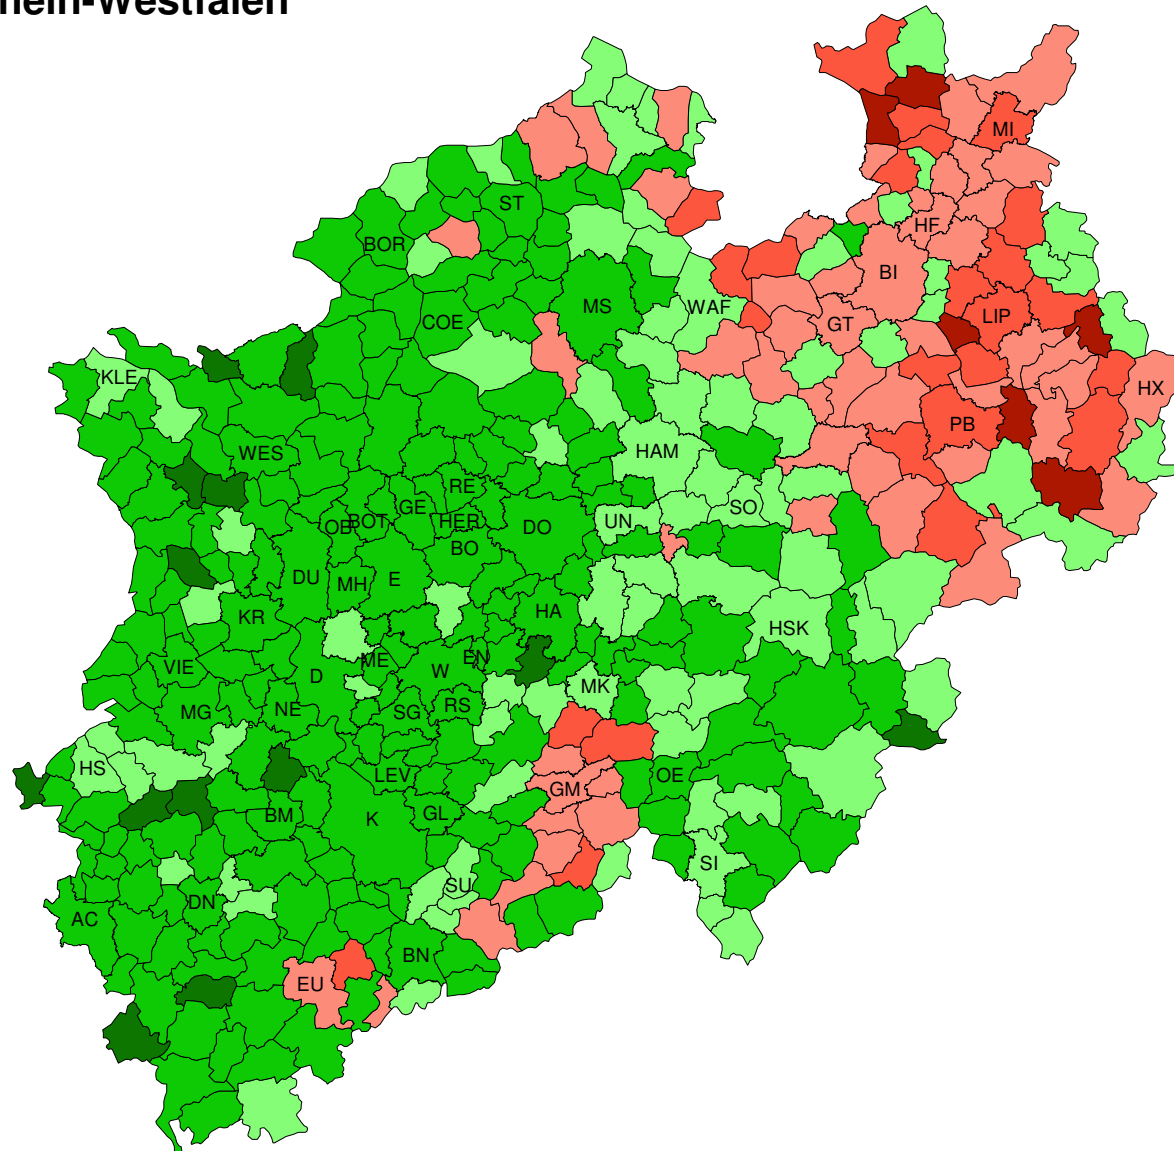 hein-Westfalen
MI
ST
HF
BOR
BI
MS
WAF
LIP
COE
GT
KLE
HX
PB
WES
HAM
RE
GE
SO
OB
BOT
HER
DO
UN
BO
DU
MH
E
HA
KR
HSK
VIE
ME
EN
W
D
MK
MG
NE
SG
RS
HS
LEV
OE
GM
BM
K
GL
SI
SU
DN
AC
BN
EU